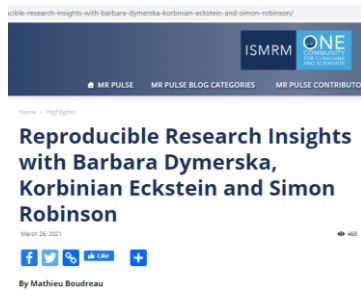 cible-research-insights-with-barbara-dymerska-korbinian-eckstein-and-simon-robinson/
ISMRM
ONE
COMMUNITY
FOR CLINICIANS
AND SCIENTISTS
MR PULSE MR PULSE BLOG CATEGORIES MR PULSE CONTRIBUTO
Home Highlights
Reproducible Research Insights
with Barbara Dymerska,
Korbinian Eckstein and Simon
Robinson
March 26, 2021 468
Like
By Mathieu Boudreau